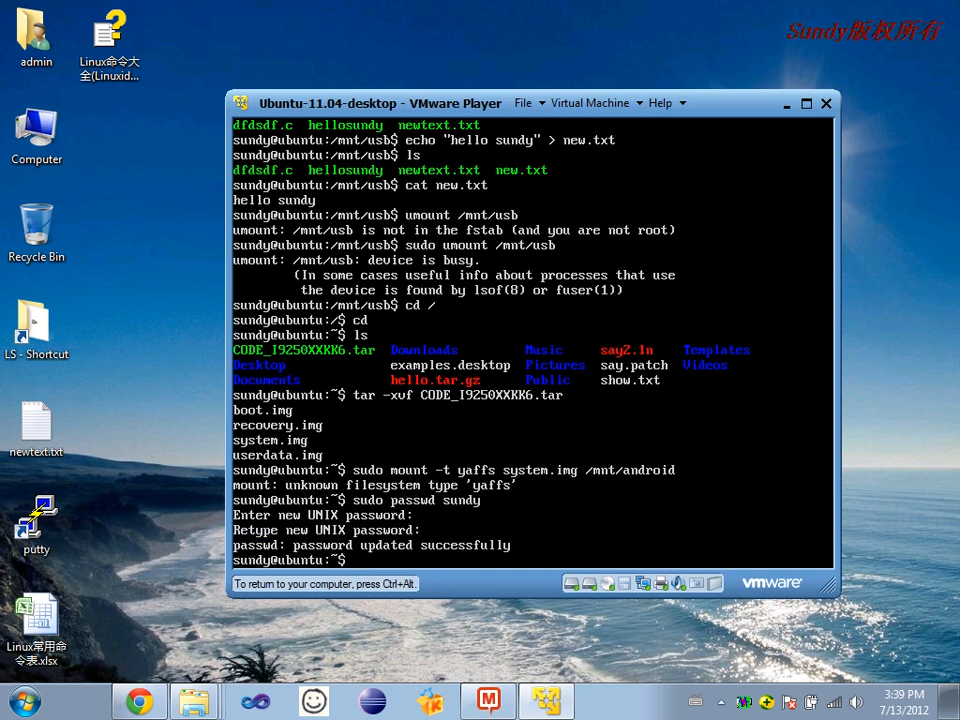 Sundy版权所有
admin
Linux命令大
全(Linuxid...
Computer
Recycle Bin
LS - Shortcut
newtext.txt
putty
Linux常用命
令表.xlsx
Ubuntu-11.04-desktop - VMware Player File Virtual Machine Help
dfdsdf.c hellosundy newtext.txt
sundy@ubuntu:/mnt/usb$ echo "hello sundy" > new.txt
sundy@ubuntu:/mnt/usb$ ls
dfdsdf.c hellosundy newtext.txt new.txt
sundy@ubuntu:/mnt/usb$ cat new.txt
hello sundy
sundy@ubuntu:/mnt/usb$ umount /mnt/usb
umount: /mnt/usb is not in the fstab (and you are not root)
sundy@ubuntu:/mnt/usb$ sudo umount /mnt/usb
umount: /mnt/usb: device is busy.
(In some cases useful info about processes that use
the device is found by lsof(8) or fuser(1))
sundy@ubuntu:/mnt/usb$ cd /
sundy@ubuntu:/$ cd
sundy@ubuntu:~$ ls
CODE_I9250XXKK6.tar Downloads Music say2.ln Templates
Desktop examples.desktop Pictures say.patch Videos
Documents hello.tar.gz Public show.txt
sundy@ubuntu:~$ tar -xvf CODE_I9250XXKK6.tar
boot.img
recovery.img
system.img
userdata.img
sundy@ubuntu:~$ sudo mount -t yaffs system.img /mnt/android
mount: unknown filesystem type 'yaffs'
sundy@ubuntu:~$ sudo passwd sundy
Enter new UNIX password:
Retype new UNIX password:
passwd: password updated successfully
sundy@ubuntu:~$
To return to your computer, press Ctrl+Alt.
vmware
3:39 PM
7/13/2012